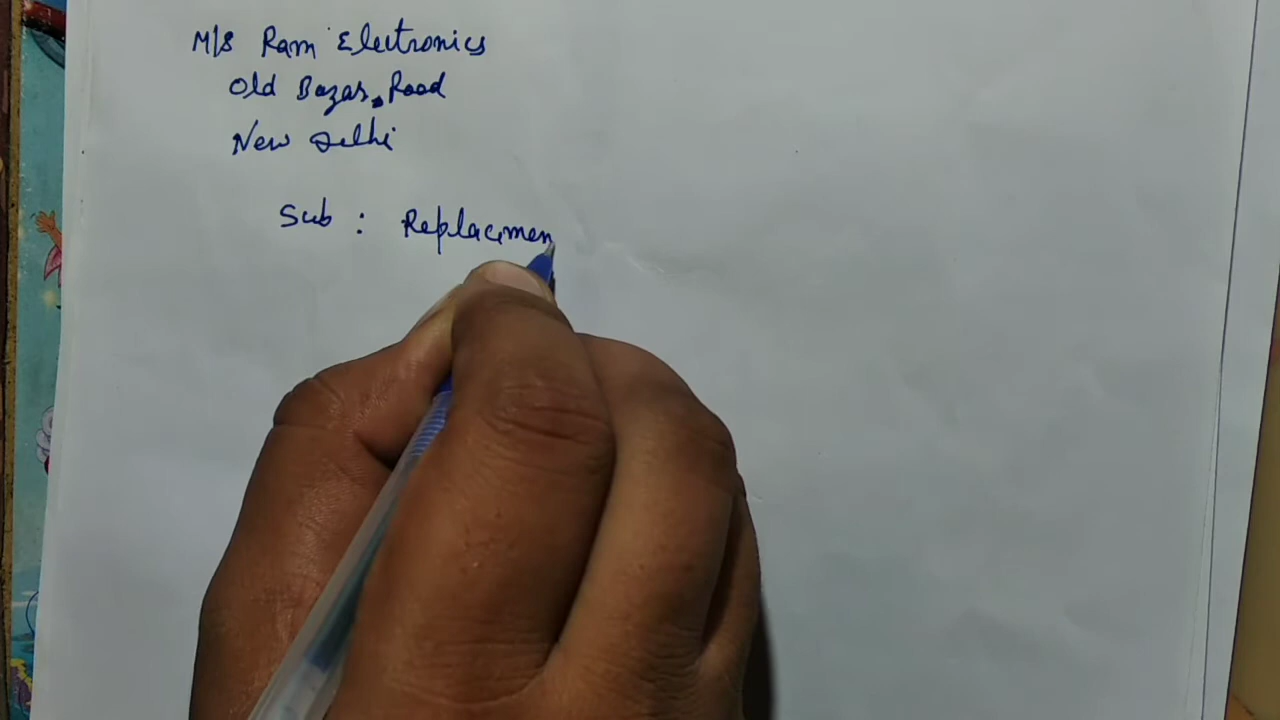 M/S Ram Electronics
Old Bazar, Road
New Delhi
Sub : Replacemen